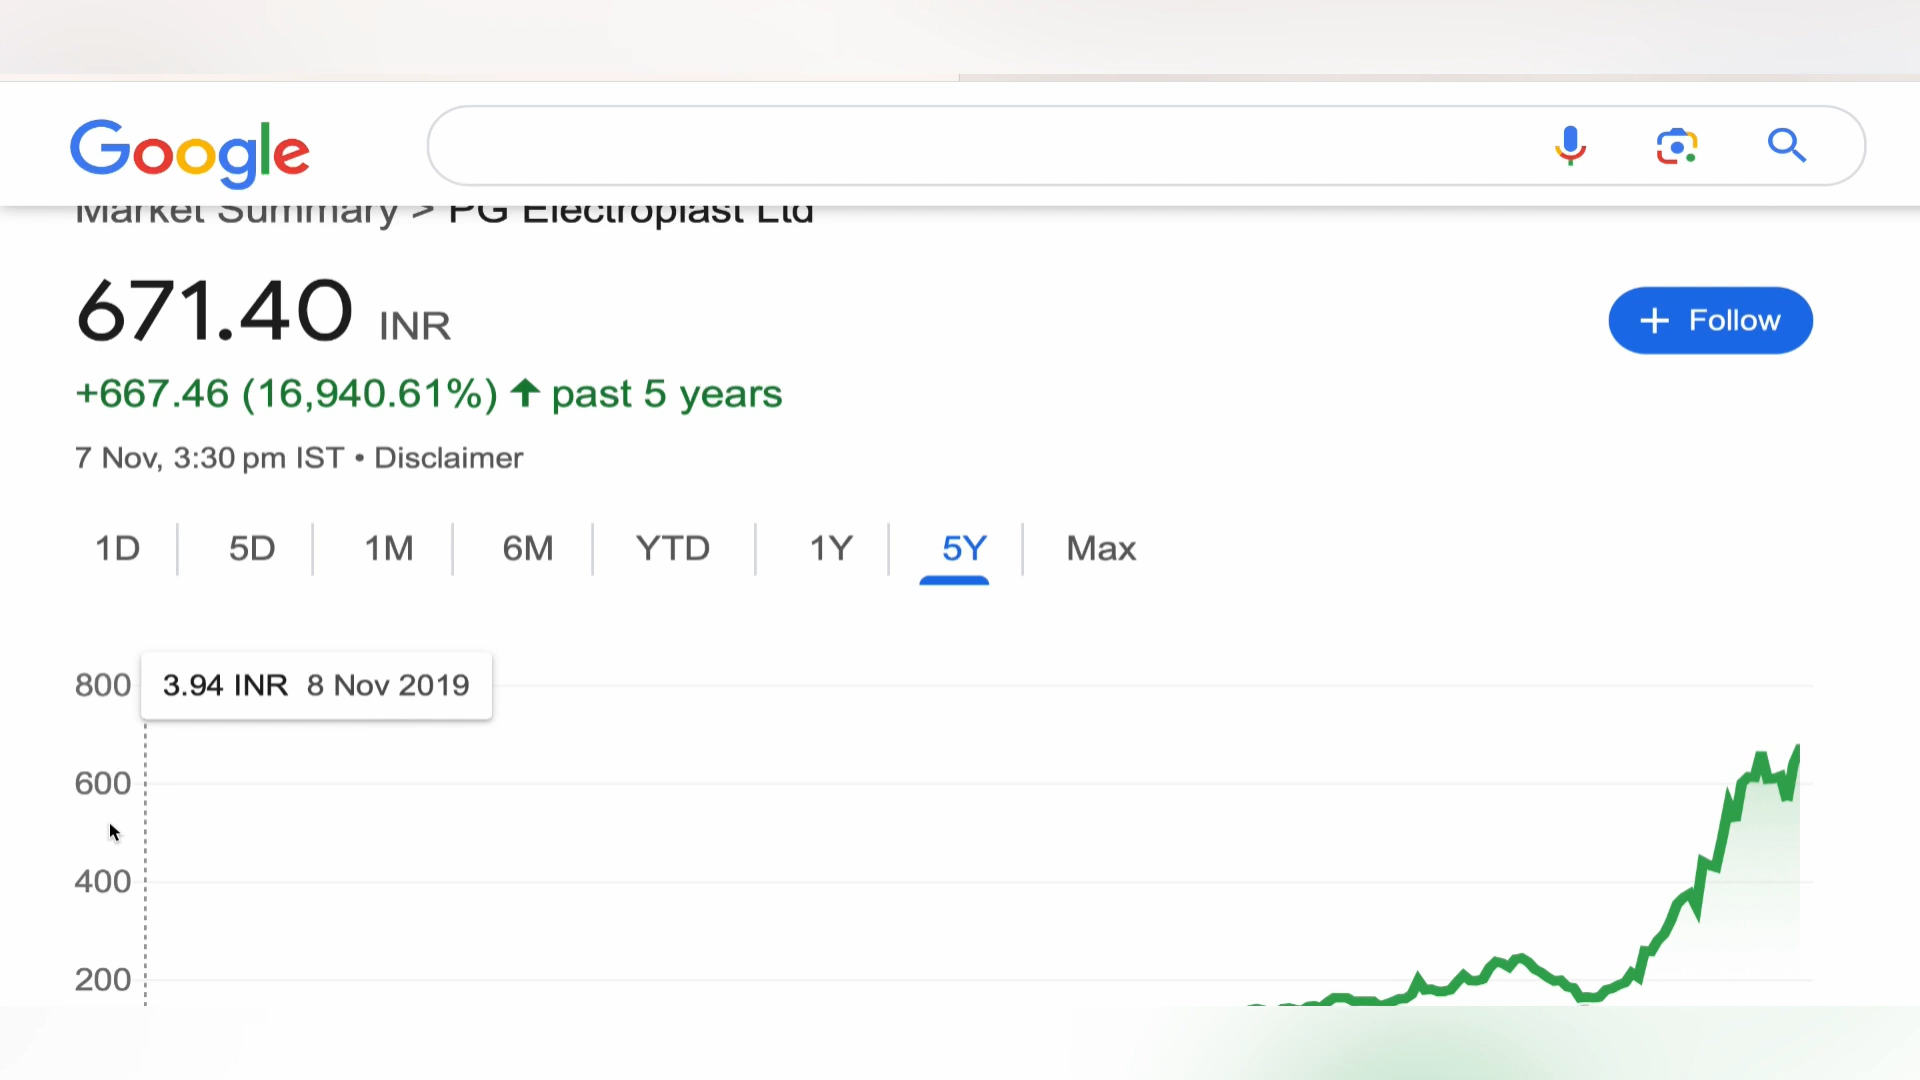 Google
Market Summary > PG Electroplast Ltd
671.40 INR
+ Follow
+667.46 (16,940.61%) ↑ past 5 years
7 Nov, 3:30 pm IST • Disclaimer
1D 5D 1M 6M YTD 1Y 5Y Max
800
3.94 INR 8 Nov 2019
600
400
200